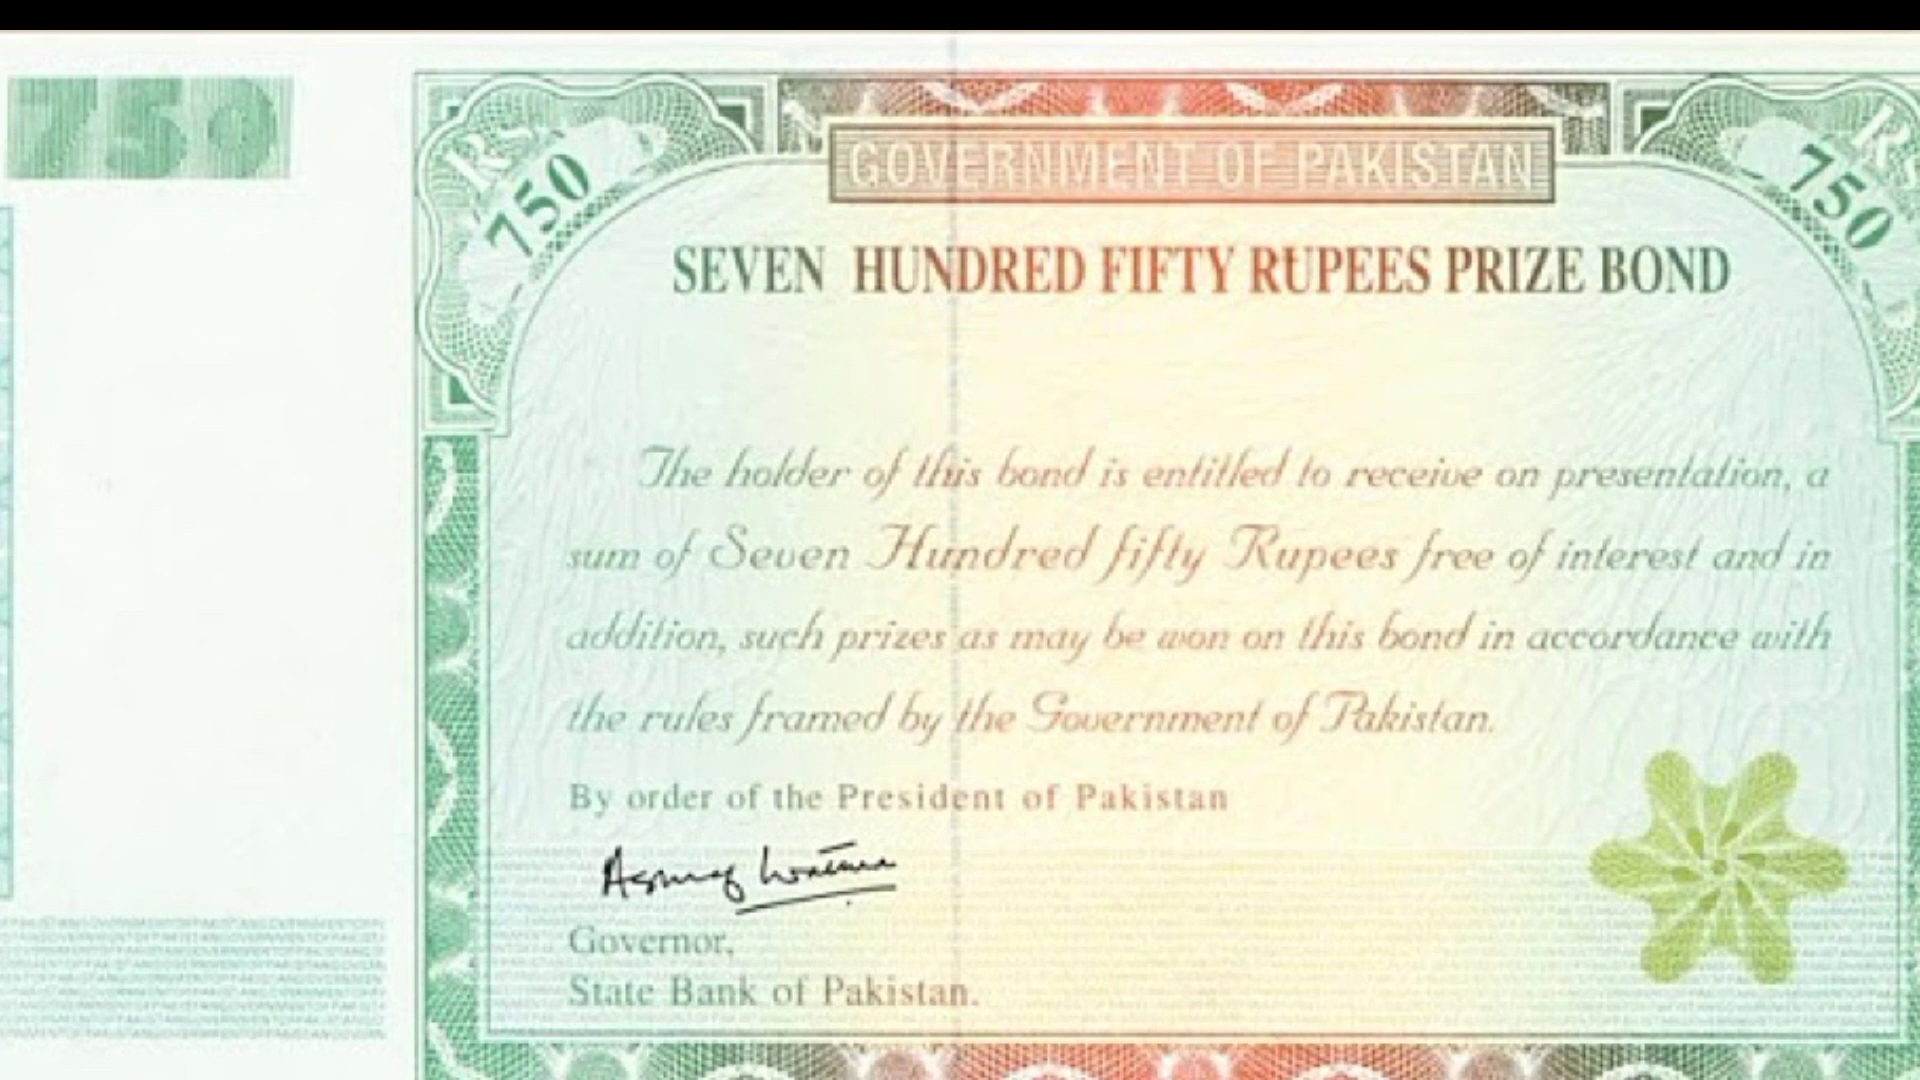 750
Rs.
750
GOVERNMENT OF PAKISTAN
Rs
750
SEVEN HUNDRED FIFTY RUPEES PRIZE BOND
The holder of this bond is entitled to receive on presentation, a
sum of Seven Hundred fifty Rupees free of interest and in
addition, such prizes as may be won on this bond in accordance with
the rules framed by the Government of Pakistan.
By order of the President of Pakistan
Governor,
State Bank of Pakistan.